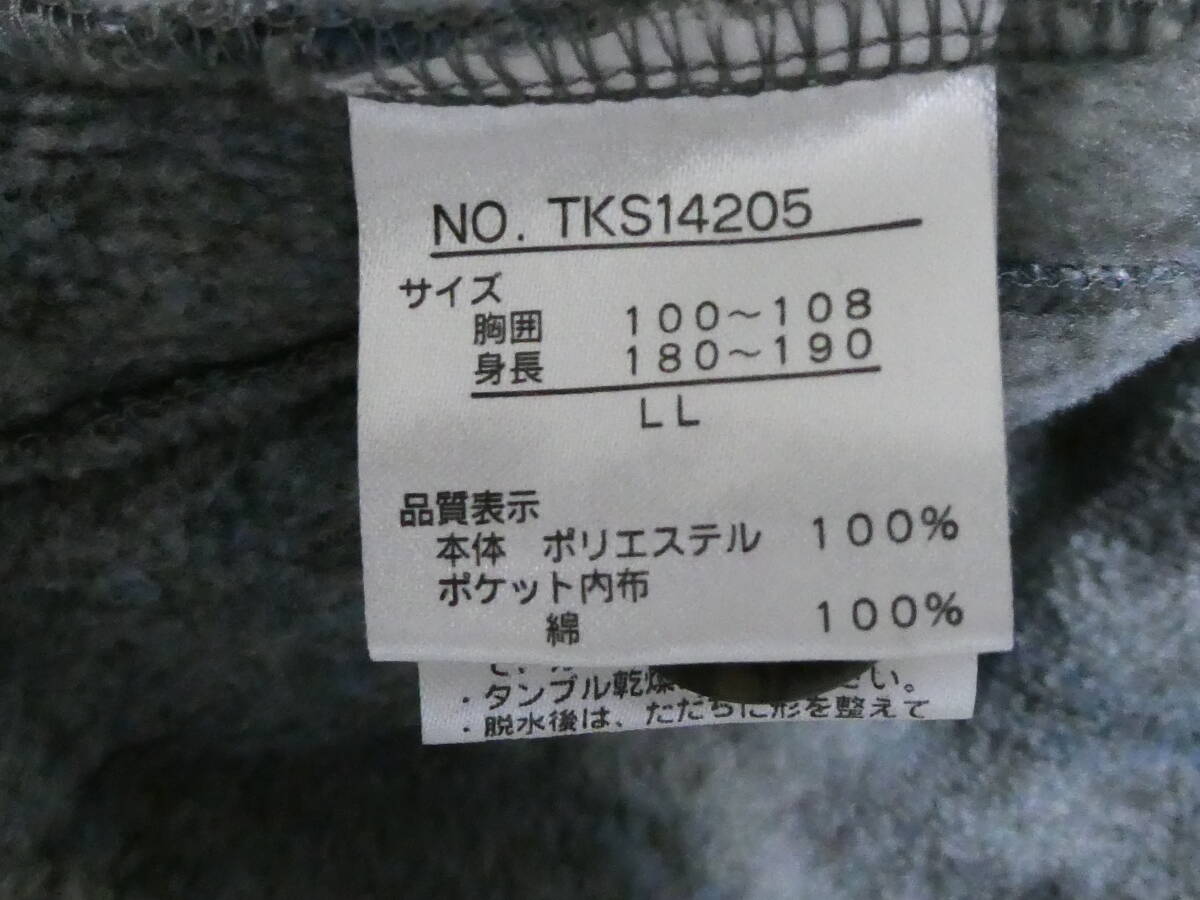 NO. TKS14205
サイズ
胸囲 100～108
身長 180～190
LL
品質表示
本体 ポリエステル 100%
ポケット内布
綿 100%
・タンブル乾燥 さい。
・脱水後は、ただちに形を整えて